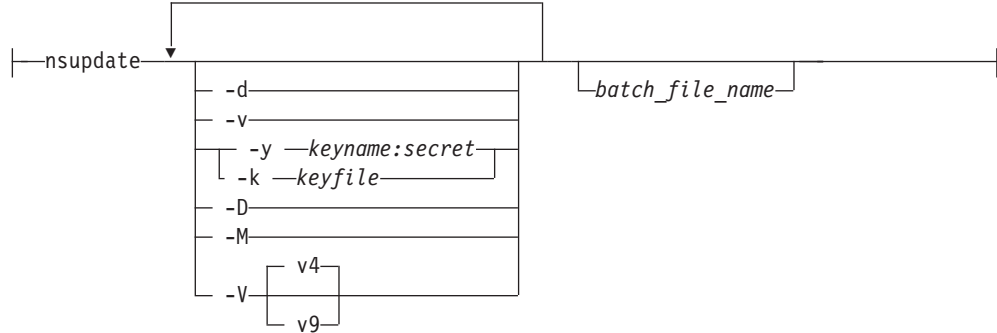 nsupdate
-d
batch_file_name
-v
-y keyname:secret
-k keyfile
-D
-M
v4
-V
v9